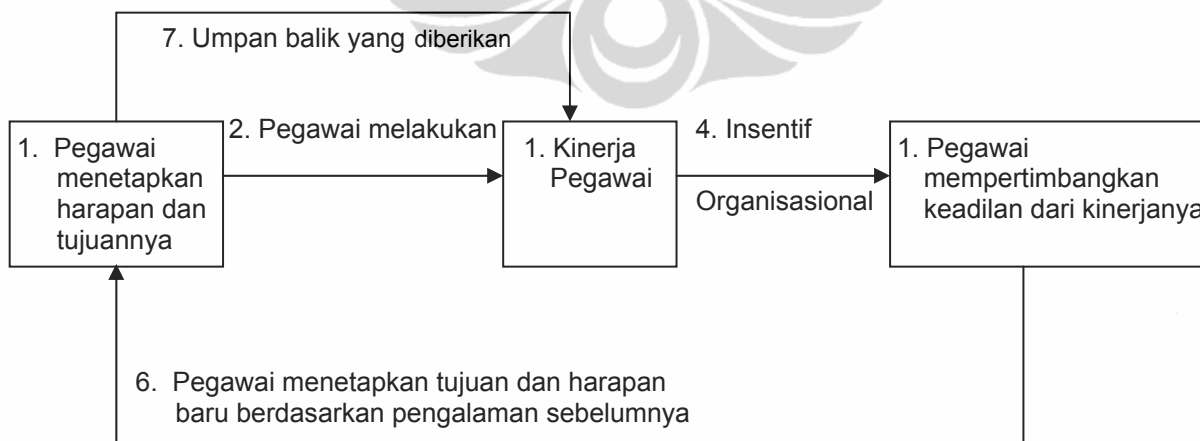 7. Umpan balik yang diberikan
1. Pegawai
menetapkan
harapan dan
tujuannya
2. Pegawai melakukan
1. Kinerja
Pegawai
4. Insentif
Organisasional
1. Pegawai
mempertimbangkan
keadilan dari kinerjanya
6. Pegawai menetapkan tujuan dan harapan
baru berdasarkan pengalaman sebelumnya